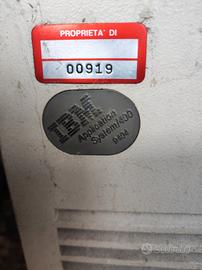 PROPRIETA' DI
00919
IBM
Application
System/400
9404